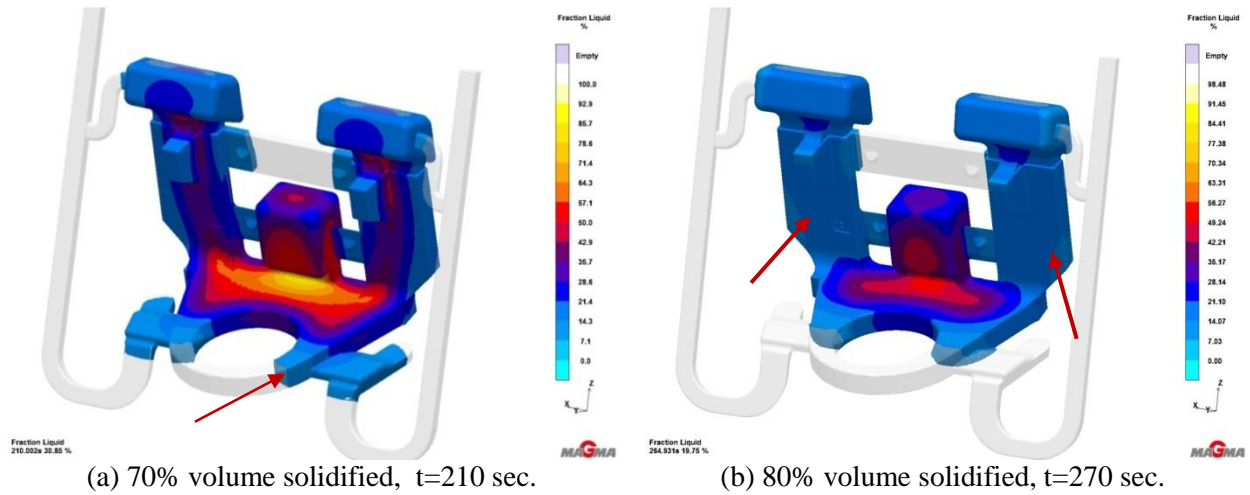 Fraction Liquid
%
Empty
100.0
92.9
85.7
78.6
71.4
64.3
57.1
50.0
42.9
35.7
28.6
21.4
14.3
7.1
0.0
Z
X
Y
Fraction Liquid
210.002s 30.85 %
MAGMA
(a) 70% volume solidified, t=210 sec.
Fraction Liquid
%
Empty
98.48
91.45
84.41
77.38
70.34
63.31
56.27
49.24
42.21
35.17
28.14
21.10
14.07
7.03
0.00
Z
X
Y
Fraction Liquid
264.931s 19.75 %
MAGMA
(b) 80% volume solidified, t=270 sec.